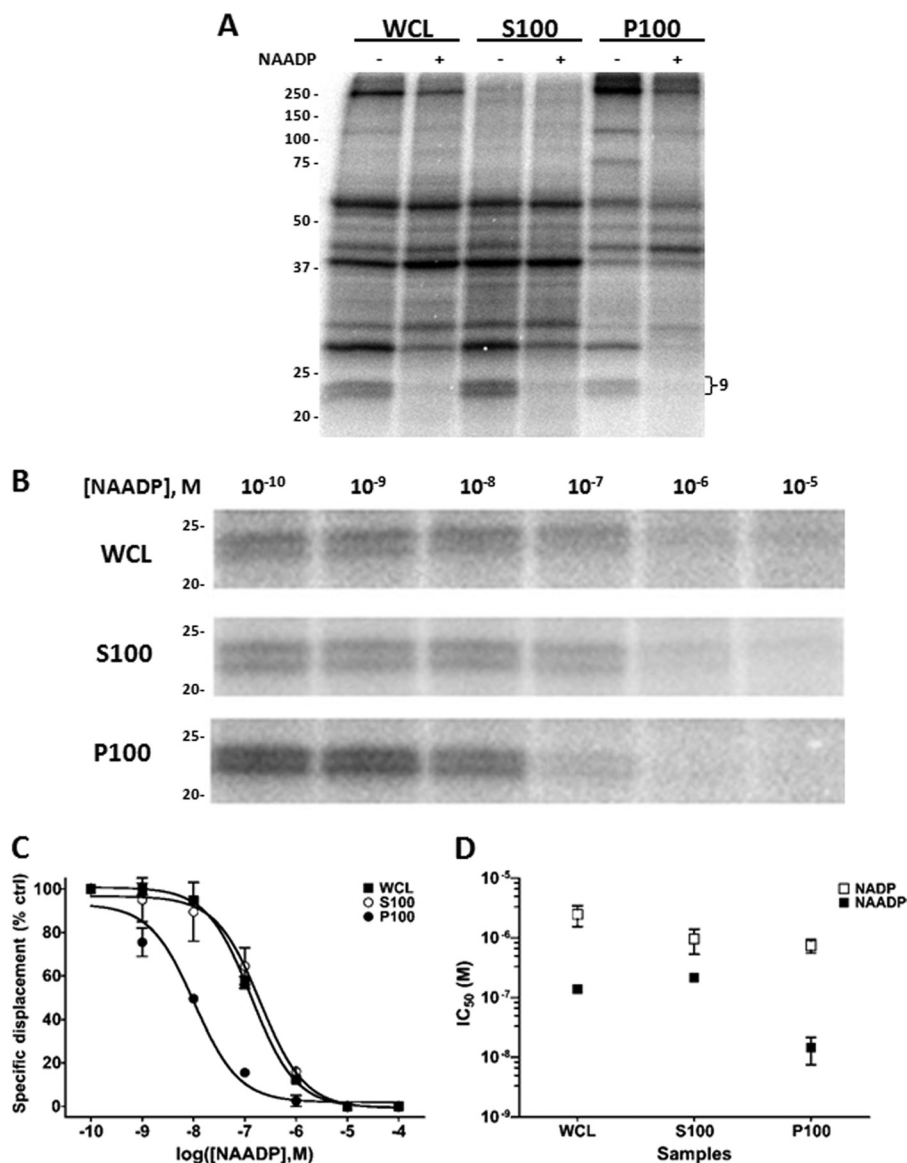 A
WCL S100 P100
NAADP - + - + - +
250 -
150 -
100 -
75 -
50 -
37 -
25 -
20 -
9
B
[NAADP], M 10⁻¹⁰ 10⁻⁹ 10⁻⁸ 10⁻⁷ 10⁻⁶ 10⁻⁵
25-
WCL
20-
25-
S100
20-
25-
P100
20-
C
Specific displacement (% ctrl)
100
80
60
40
20
0
WCL
S100
P100
-10 -9 -8 -7 -6 -5 -4
log([NAADP],M)
D
IC₅₀ (M)
10⁻⁵
10⁻⁶
10⁻⁷
10⁻⁸
10⁻⁹
NADP
NAADP
WCL S100 P100
Samples